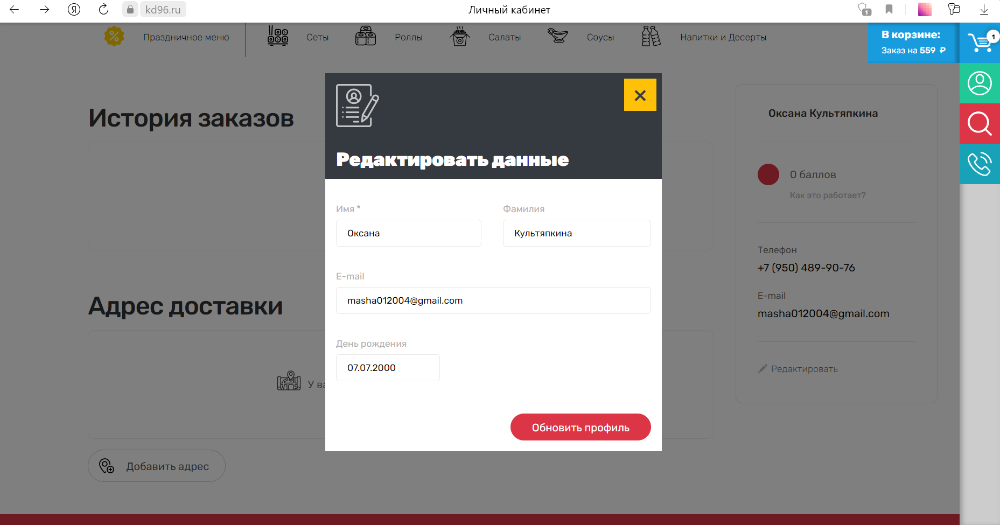 kd96.ru
Личный кабинет
1
Праздничное меню
Сеты
Роллы
Салаты
Соусы
Напитки и Десерты
В корзине:
Заказ на 559 ₽
1
История заказов
Редактировать данные
Имя *
Фамилия
Оксана
Культяпкина
E-mail
masha012004@gmail.com
День рождения
07.07.2000
Обновить профиль
Оксана Культяпкина
0 баллов
Как это работает?
Телефон
+7 (950) 489-90-76
E-mail
masha012004@gmail.com
Редактировать
Адрес доставки
У ва
Добавить адрес